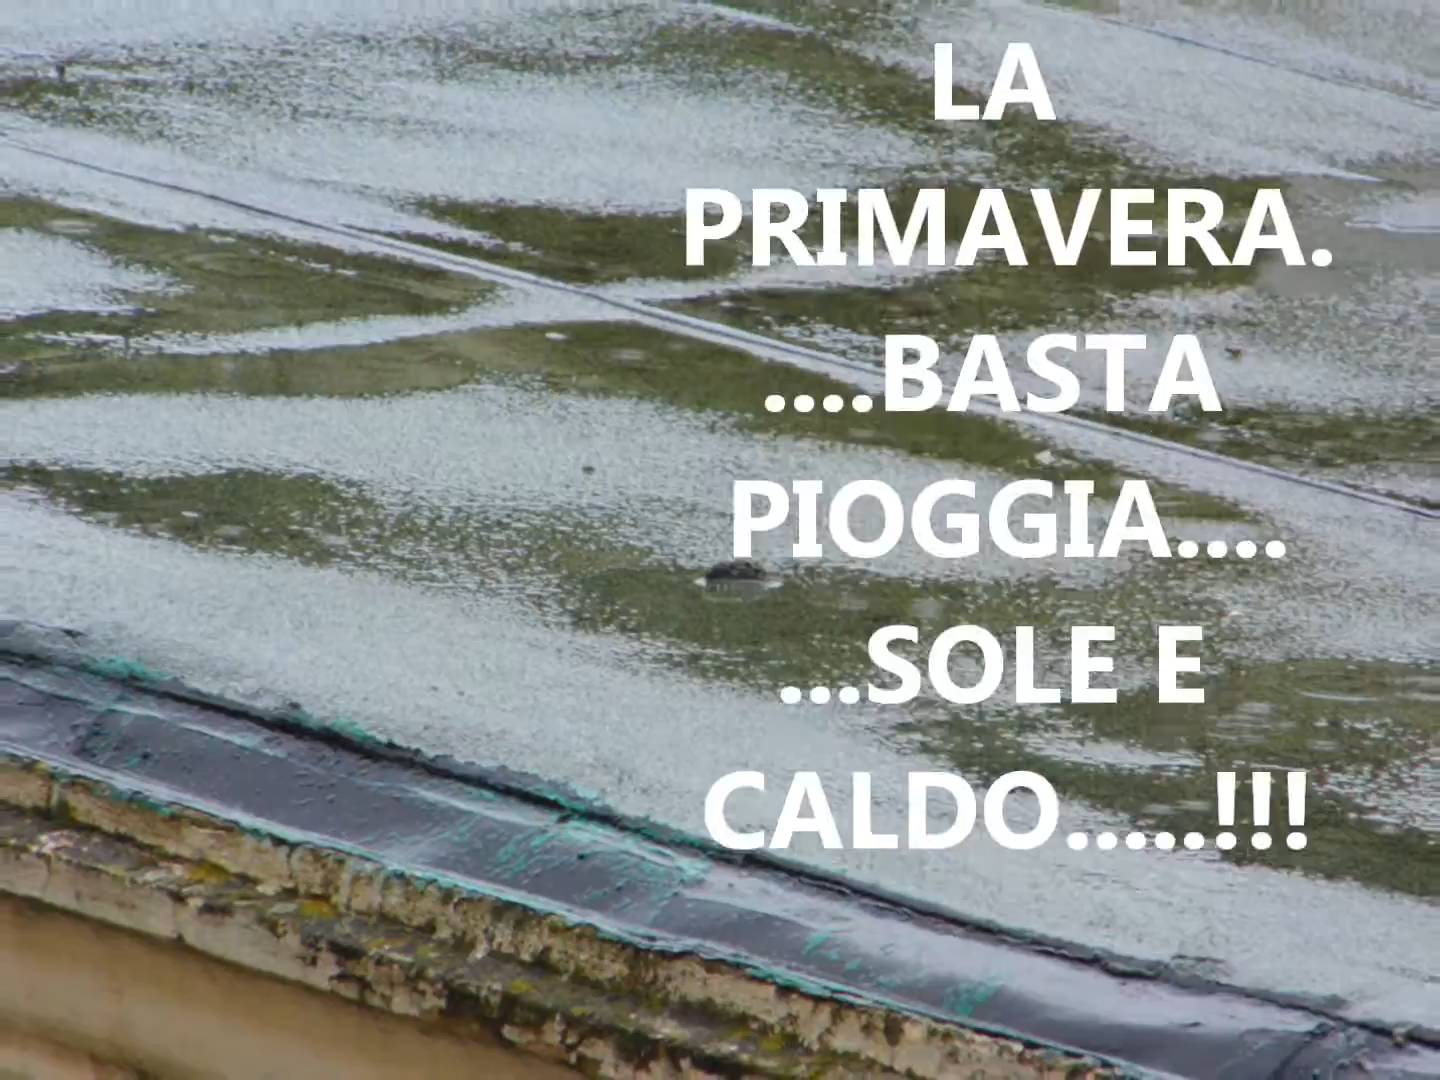 LA
PRIMAVERA.
....BASTA
PIOGGIA....
...SOLE E
CALDO.....!!!